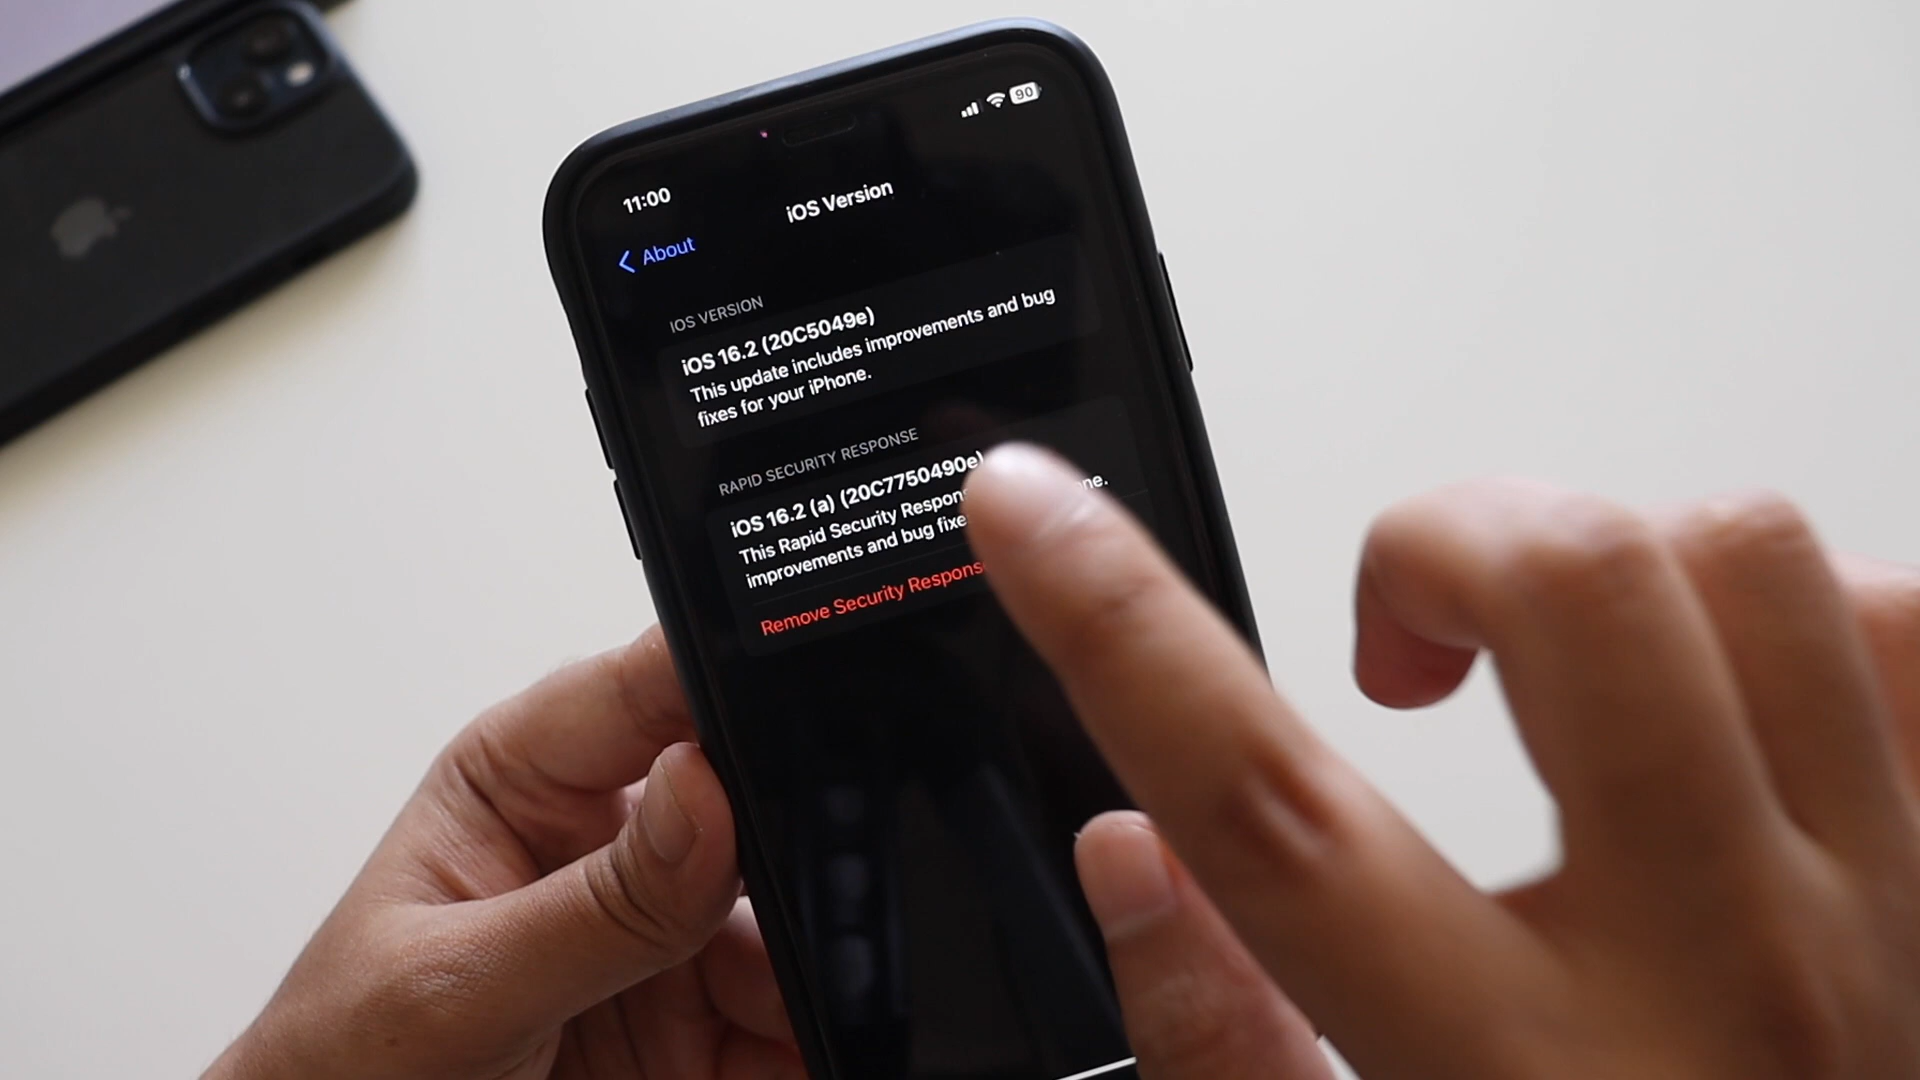 90
11:00
iOS Version
About
IOS VERSION
iOS 16.2 (20C5049e)
This update includes improvements and bug
fixes for your iPhone.
RAPID SECURITY RESPONSE
iOS 16.2 (a) (20C7750490e)
This Rapid Security Respon ne.
improvements and bug fixe
Remove Security Response